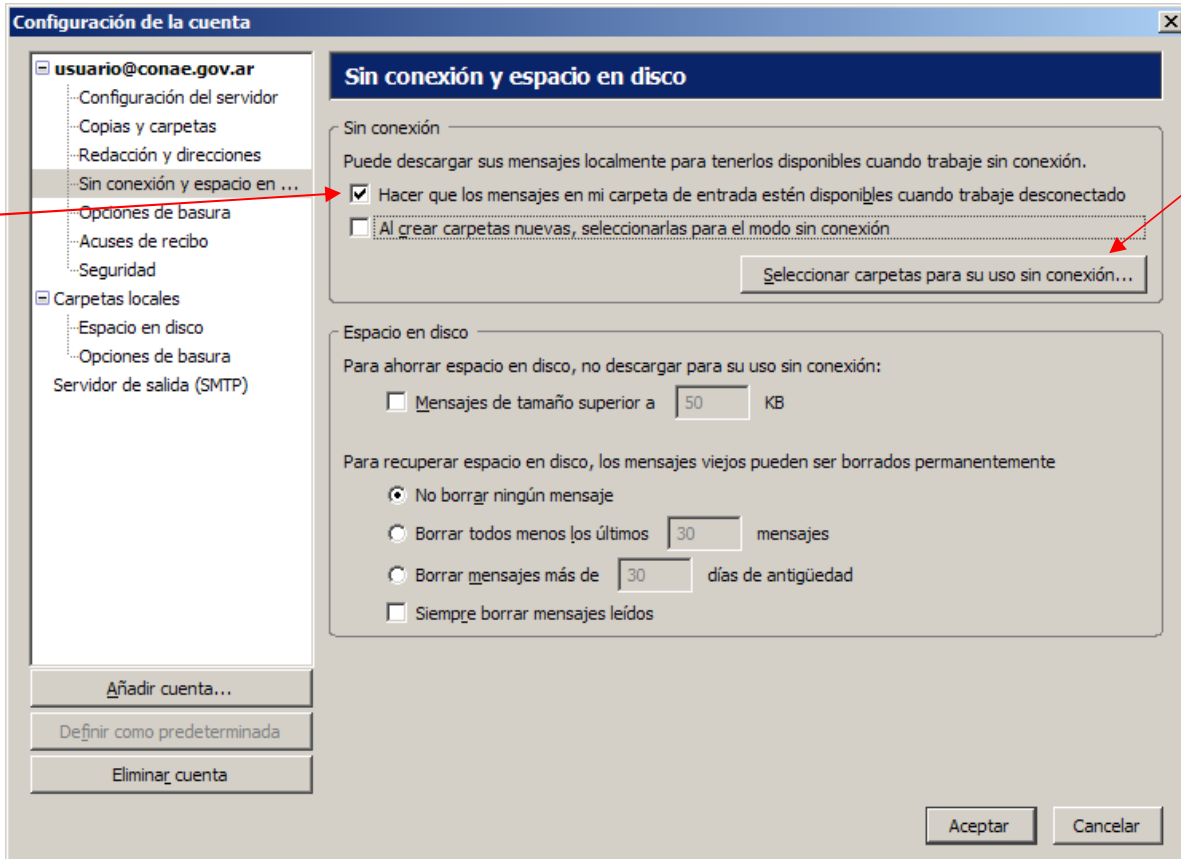 Configuración de la cuenta
usuario@conae.gov.ar
Configuración del servidor
Copias y carpetas
Redacción y direcciones
Sin conexión y espacio en ...
Opciones de basura
Acuses de recibo
Seguridad
Carpetas locales
Espacio en disco
Opciones de basura
Servidor de salida (SMTP)
Añadir cuenta...
Definir como predeterminada
Eliminar cuenta
Sin conexión y espacio en disco
Sin conexión
Puede descargar sus mensajes localmente para tenerlos disponibles cuando trabaje sin conexión.
Hacer que los mensajes en mi carpeta de entrada estén disponibles cuando trabaje desconectado
Al crear carpetas nuevas, seleccionarlas para el modo sin conexión
Seleccionar carpetas para su uso sin conexión...
Espacio en disco
Para ahorrar espacio en disco, no descargar para su uso sin conexión:
Mensajes de tamaño superior a 50 KB
Para recuperar espacio en disco, los mensajes viejos pueden ser borrados permanentemente
No borrar ningún mensaje
Borrar todos menos los últimos 30 mensajes
Borrar mensajes más de 30 días de antigüedad
Siempre borrar mensajes leídos
Aceptar
Cancelar